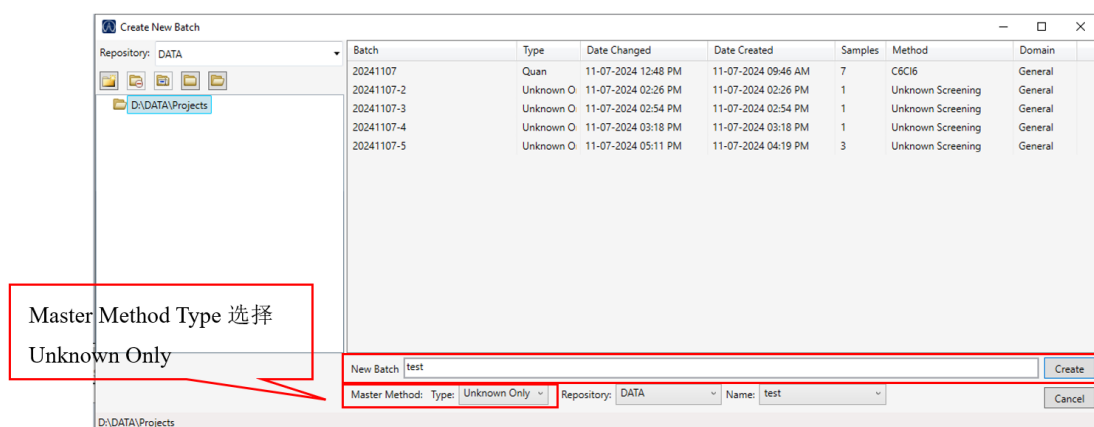 Create New Batch
Repository: DATA
Batch Type Date Changed Date Created Samples Method Domain
20241107 Quan 11-07-2024 12:48 PM 11-07-2024 09:46 AM 7 C6Cl6 General
20241107-2 Unknown O 11-07-2024 02:26 PM 11-07-2024 02:26 PM 1 Unknown Screening General
20241107-3 Unknown O 11-07-2024 02:54 PM 11-07-2024 02:54 PM 1 Unknown Screening General
20241107-4 Unknown O 11-07-2024 03:18 PM 11-07-2024 03:18 PM 1 Unknown Screening General
20241107-5 Unknown O 11-07-2024 05:11 PM 11-07-2024 04:19 PM 3 Unknown Screening General
D:\DATA\Projects
Master Method Type 选择
Unknown Only
New Batch test Create
Master Method: Type: Unknown Only Repository: DATA Name: test Cancel
D:\DATA\Projects